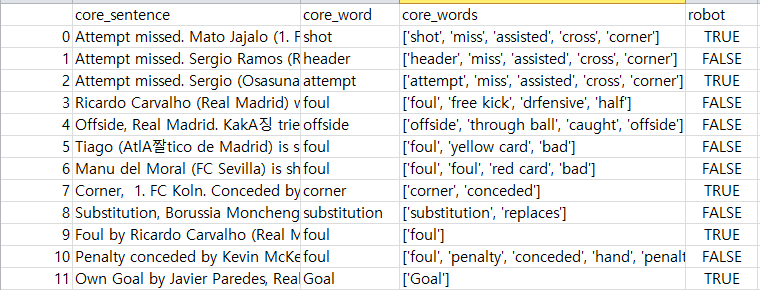 core_sentence core_word core_words robot
0 Attempt missed. Mato Jajalo (1. F shot ['shot', 'miss', 'assisted', 'cross', 'corner'] TRUE
1 Attempt missed. Sergio Ramos (R header ['header', 'miss', 'assisted', 'cross', 'corner'] FALSE
2 Attempt missed. Sergio (Osasuna attempt ['attempt', 'miss', 'assisted', 'cross', 'corner'] TRUE
3 Ricardo Carvalho (Real Madrid) w foul ['foul', 'free kick', 'drfensive', 'half'] FALSE
4 Offside, Real Madrid. KakA징 trie offside ['offside', 'through ball', 'caught', 'offside'] FALSE
5 Tiago (AtlA짤tico de Madrid) is s foul ['foul', 'yellow card', 'bad'] FALSE
6 Manu del Moral (FC Sevilla) is sh foul ['foul', 'foul', 'red card', 'bad'] FALSE
7 Corner, 1. FC Koln. Conceded by corner ['corner', 'conceded'] TRUE
8 Substitution, Borussia Moncheng substitution ['substitution', 'replaces'] FALSE
9 Foul by Ricardo Carvalho (Real M foul ['foul'] TRUE
10 Penalty conceded by Kevin McKe foul ['foul', 'penalty', 'conceded', 'hand', 'penalt FALSE
11 Own Goal by Javier Paredes, Real Goal ['Goal'] TRUE